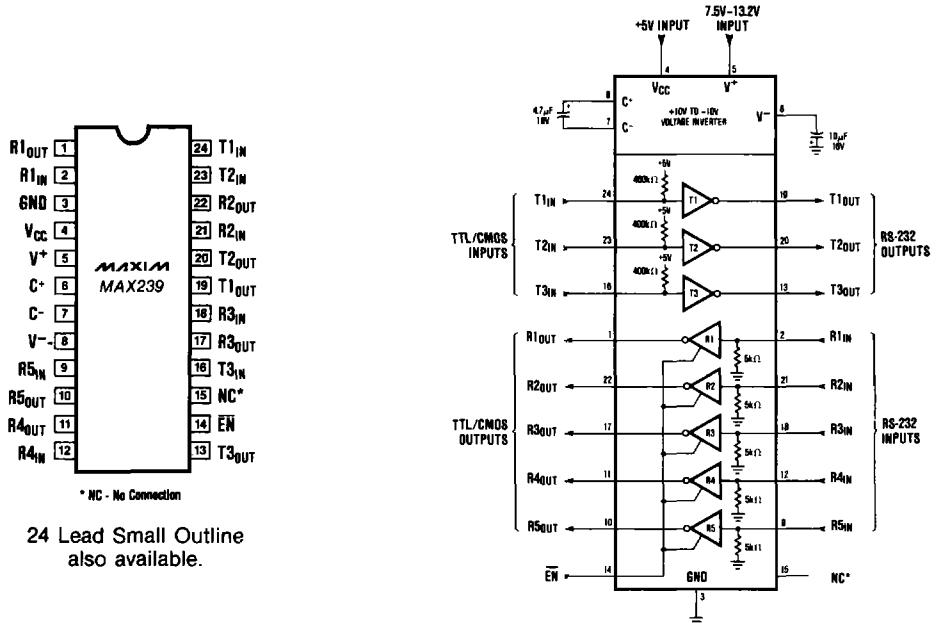 R1OUT 1
R1IN 2
GND 3
VCC 4
V+ 5
C+ 6
C- 7
V- 8
R5IN 9
R5OUT 10
R4OUT 11
R4IN 12
24 T1IN
23 T2IN
22 R2OUT
21 R2IN
20 T2OUT
19 T1OUT
18 R3IN
17 R3OUT
16 T3IN
15 NC*
14 EN
13 T3OUT
MAXIM
MAX239
* NC - No Connection
24 Lead Small Outline
also available.
+5V INPUT
7.5V-13.2V
INPUT
4
5
VCC
V+
+10V TO -10V
VOLTAGE INVERTER
C+
7
C-
4.7µF
16V
V-
10µF
16V
TTL/CMOS
INPUTS
T1IN 24 +5V 400kΩ T1 19 T1OUT
T2IN 23 +5V 400kΩ T2 20 T2OUT
T3IN 16 +5V 400kΩ T3 13 T3OUT
RS-232
OUTPUTS
TTL/CMOS
OUTPUTS
R1OUT 1 R1 5kΩ 2 R1IN
R2OUT 22 R2 5kΩ 21 R2IN
R3OUT 17 R3 5kΩ 18 R3IN
R4OUT 11 R4 5kΩ 12 R4IN
R5OUT 10 R5 5kΩ R5IN
RS-232
INPUTS
EN 14
GND
3
15 NC*